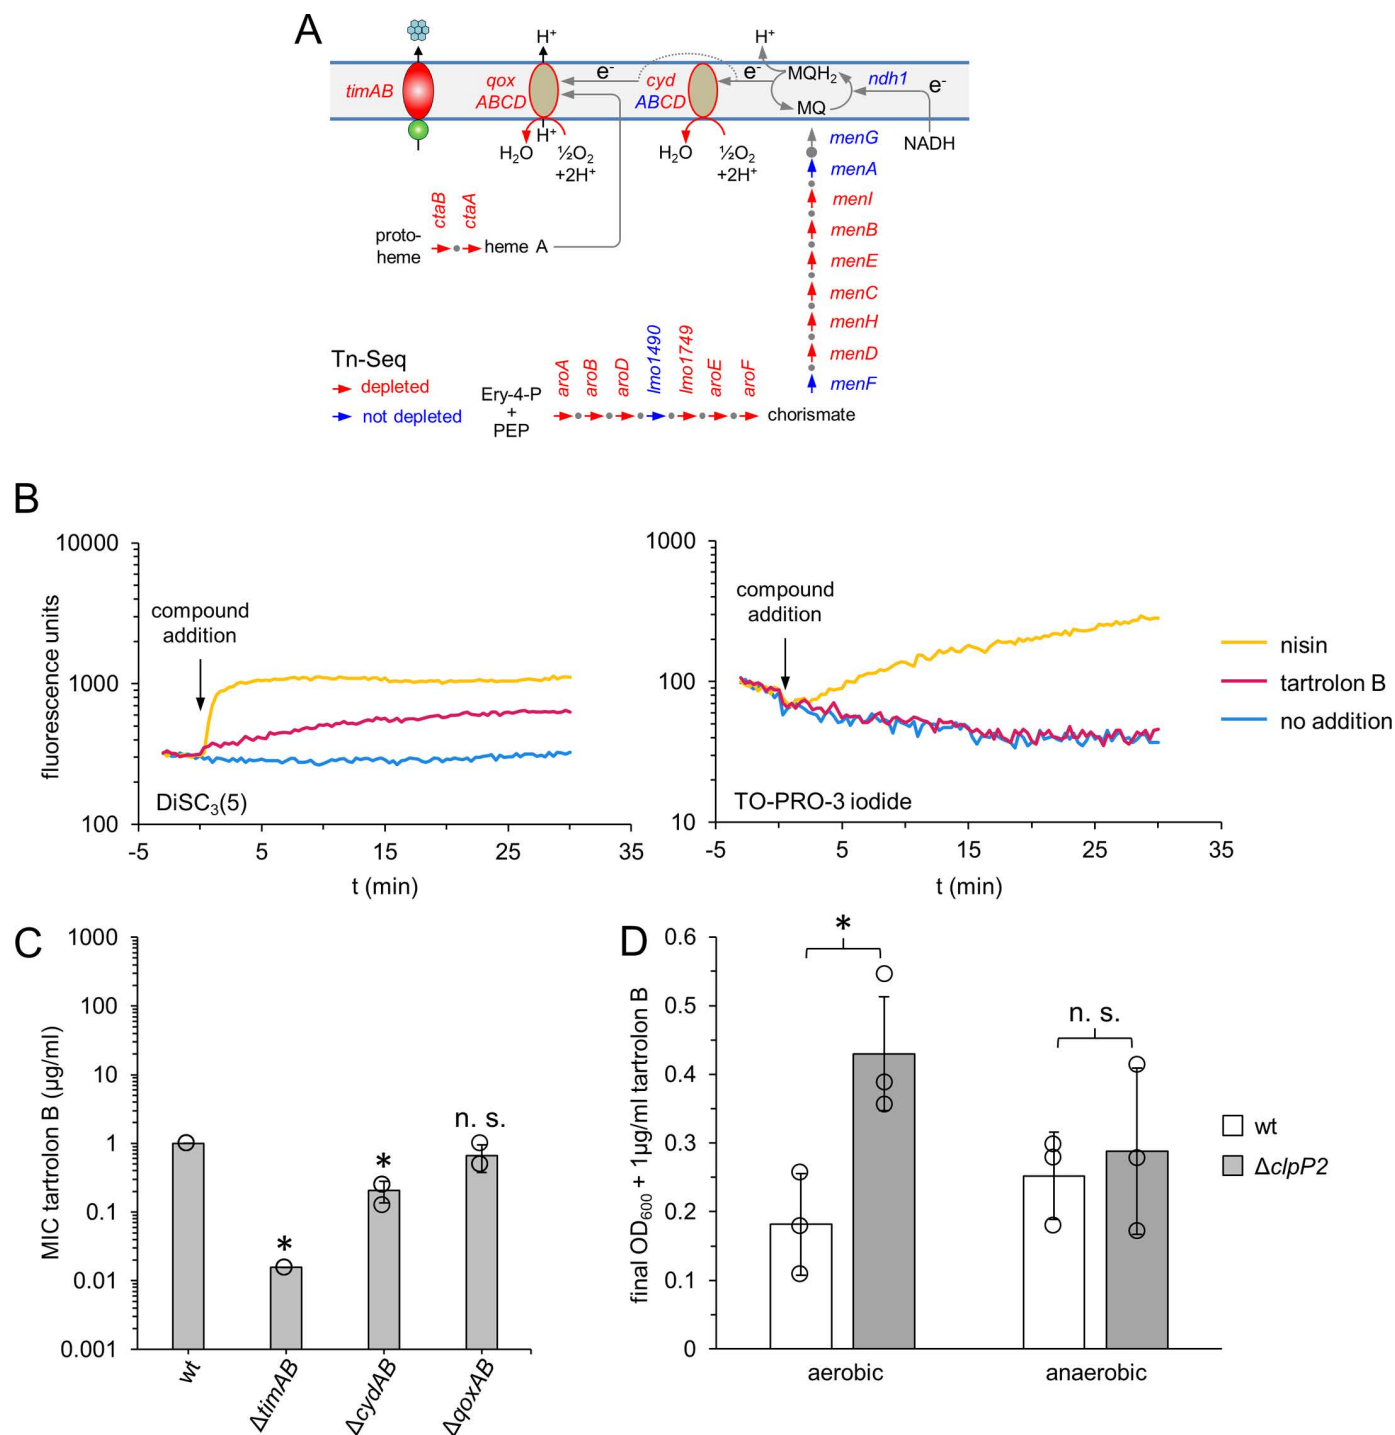 A
H⁺
H⁺
timAB
qox
ABCD
e⁻
cyd
ABCD
e⁻
MQH₂
MQ
ndh1
e⁻
H⁺
H₂O
½O₂
+2H⁺
H₂O
½O₂
+2H⁺
NADH
menG
menA
menI
menB
menE
menC
menH
menD
menF
ctaB
ctaA
proto-
heme
heme A
Tn-Seq
depleted
not depleted
Ery-4-P
+
PEP
aroA
aroB
aroD
lmo1490
lmo1749
aroE
aroF
chorismate
B
fluorescence units
10000
1000
100
compound
addition
DiSC₃(5)
-5
5
15
25
35
t (min)
1000
100
10
compound
addition
TO-PRO-3 iodide
-5
5
15
25
35
t (min)
nisin
tartrolon B
no addition
C
MIC tartrolon B (µg/ml)
1000
100
10
1
0.1
0.01
0.001
*
*
n. s.
wt
ΔtimAB
ΔcydAB
ΔqoxAB
D
final OD₆₀₀ + 1µg/ml tartrolon B
0.6
0.5
0.4
0.3
0.2
0.1
0
*
n. s.
aerobic
anaerobic
wt
ΔclpP2